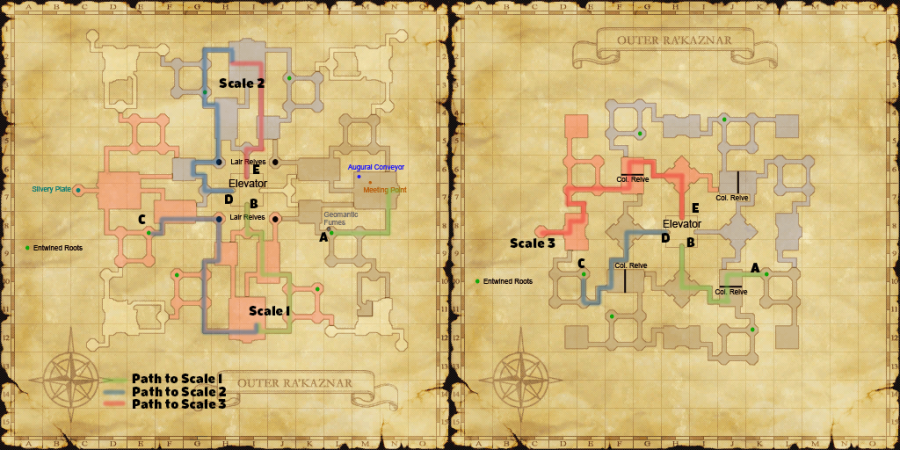 A B C D E F G H I J K L M N O
Scale 2
Lair Reives
E
Augural Conveyor
Elevator
Slivery Plate
Meeting Point
D
B
C
Lair Reives
Geomantic
Fumes
A
Entwined Roots
Scale 1
Path to Scale 1
Path to Scale 2
Path to Scale 3
OUTER RA'KAZNAR
OUTER RA'KAZNAR
Col. Reive
Col. Reive
E
Elevator
D
B
Scale 3
C
Col. Reive
A
Entwined Roots
Col. Reive